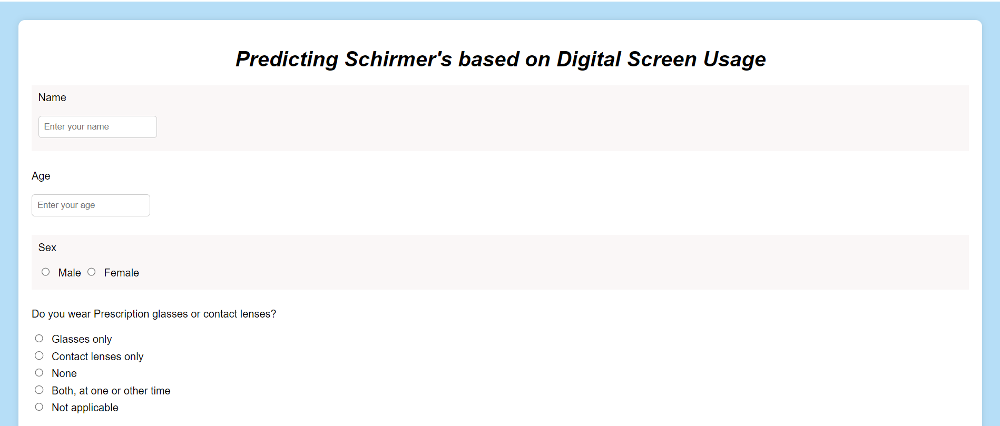 Predicting Schirmer's based on Digital Screen Usage
Name
Enter your name
Age
Enter your age
Sex
Male Female
Do you wear Prescription glasses or contact lenses?
Glasses only
Contact lenses only
None
Both, at one or other time
Not applicable